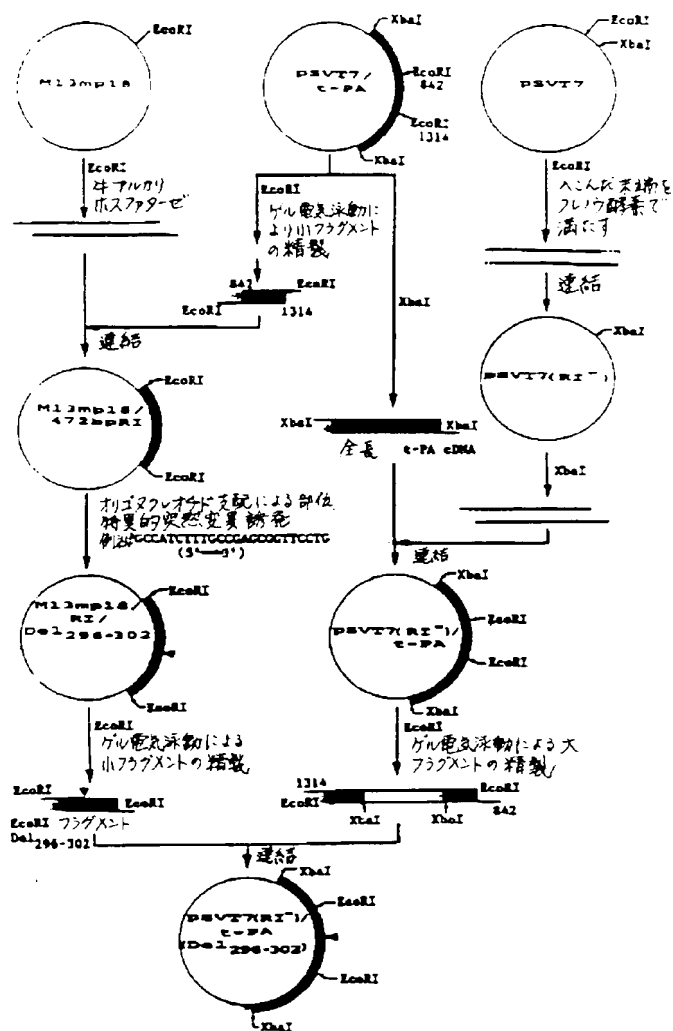 EcoRI
M13mp18
EcoRI
牛アルカリ
ホスファターゼ
XbaI
pSVT7/
t-PA
EcoRI
842
EcoRI
1314
XbaI
EcoRI
ゲル電気泳動に
より小フラグメント
の精製
842
EcoRI
EcoRI
1314
連結
XbaI
EcoRI
XbaI
pSVT7
EcoRI
へこんだ末端を
クレノウ酵素で
満たす
連結
XbaI
pSVT7(RI⁻)
XbaI
EcoRI
M13mp18/
472bpRI
EcoRI
XbaI
XbaI
全長 t-PA cDNA
オリゴヌクレオチド支配による部位
特異的突然変異誘発
GCCATCTTTGCCGAGCGGTTCCTG
(5'→3')
連結
EcoRI
M13mp18/
RI/
Del296-302
EcoRI
XbaI
EcoRI
pSVT7(RI⁻)/
t-PA
EcoRI
XbaI
EcoRI
ゲル電気泳動による
小フラグメントの精製
EcoRI
ゲル電気泳動による大
フラグメントの精製
EcoRI
EcoRI
EcoRI フラグメント
Del296-302
1314
EcoRI
EcoRI
842
XbaI
XbaI
連結
XbaI
EcoRI
pSVT7(RI⁻)/
t-PA
(Del296-302)
EcoRI
XbaI